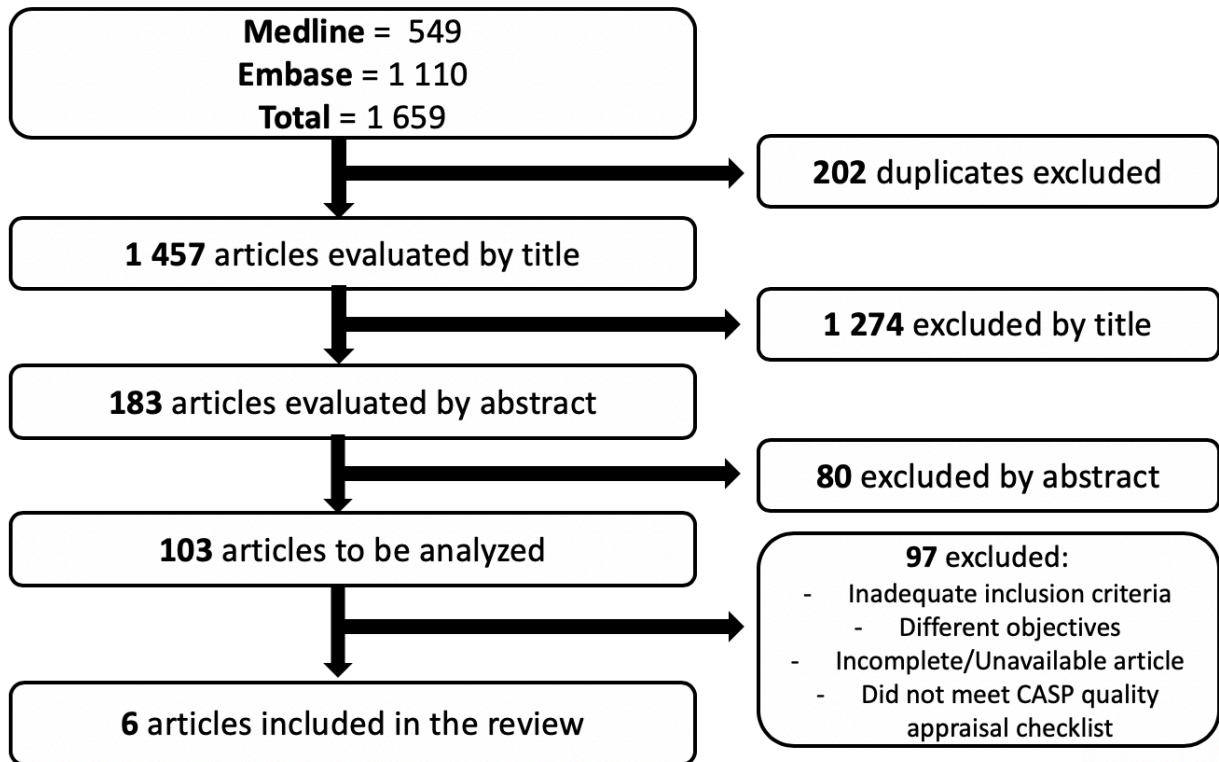 Medline = 549
Embase = 1 110
Total = 1 659
202 duplicates excluded
1 457 articles evaluated by title
1 274 excluded by title
183 articles evaluated by abstract
80 excluded by abstract
103 articles to be analyzed
97 excluded:
- Inadequate inclusion criteria
- Different objectives
- Incomplete/Unavailable article
- Did not meet CASP quality
appraisal checklist
6 articles included in the review